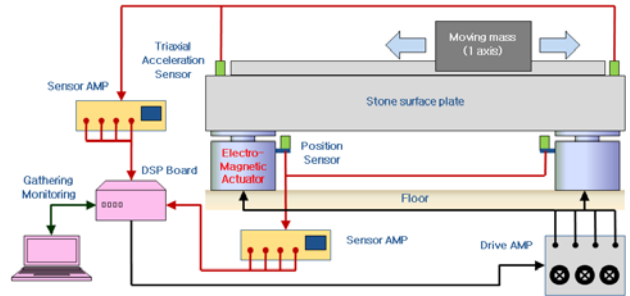 Moving mass
(1 axis)
Triaxial
Acceleration
Sensor
Sensor AMP
Stone surface plate
Electro-
Magnetic
Actuator
Position
Sensor
DSP Board
Gathering
Monitoring
Floor
Sensor AMP
Drive AMP